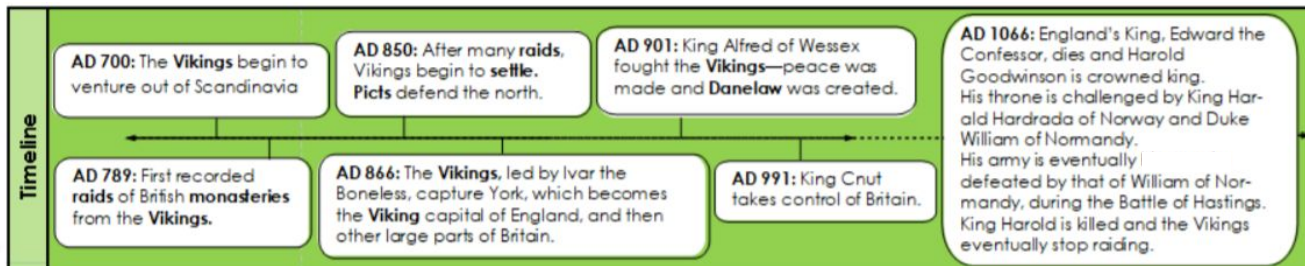 Timeline
AD 700: The Vikings begin to
venture out of Scandinavia
AD 789: First recorded
raids of British monasteries
from the Vikings.
AD 850: After many raids,
Vikings begin to settle.
Picts defend the north.
AD 866: The Vikings, led by Ivar the
Boneless, capture York, which becomes
the Viking capital of England, and then
other large parts of Britain.
AD 901: King Alfred of Wessex
fought the Vikings—peace was
made and Danelaw was created.
AD 991: King Cnut
takes control of Britain.
AD 1066: England's King, Edward the
Confessor, dies and Harold
Goodwinson is crowned king.
His throne is challenged by King Har-
ald Hardrada of Norway and Duke
William of Normandy.
His army is eventually
defeated by that of William of Nor-
mandy, during the Battle of Hastings.
King Harold is killed and the Vikings
eventually stop raiding.